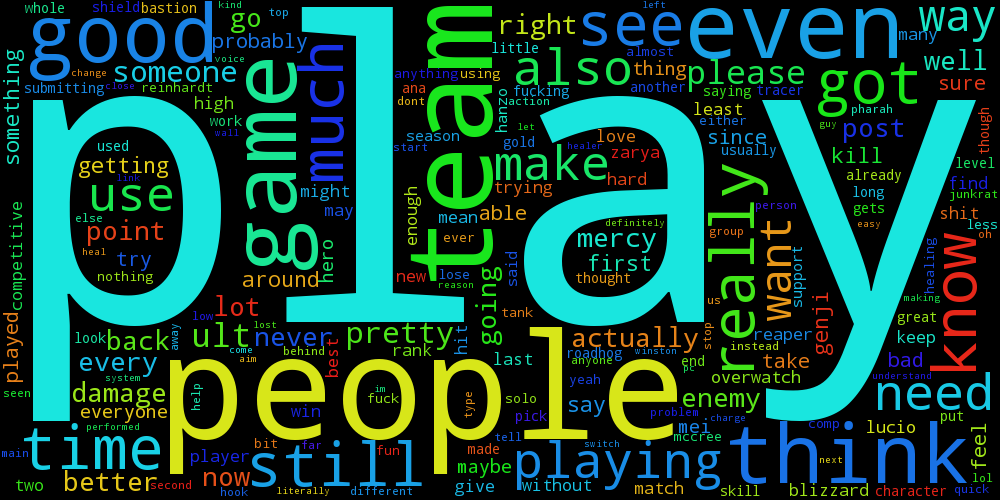 play
people
team
good
game
even
think
time
still
playing
really
know
make
also
see
got
much
use
need
want
way
right
please
well
go
someone
probably
whole
shield
bastion
kind
top
voice
change
close
submitting
reinhardt
something
high
work
wall
used
getting
link
else
point
heal
try
nothing
competitive
played
seen
around
hero
might
may
season
start
anything
using
ana
dont
enough
mean
able
ever
new
lose
reason
going
said
little
hanzo
action
let
fucking
trying
gold
healer
love
zarya
hard
mercy
definitely
first
thought
tank
left
almost
thing
another
many
saying
tracer
least
either
since
usually
person
group
us
post
pharah
guy
kill
already
long
gets
easy
sure
though
level
find
junkrat
shit
less
oh
healing
support
genji
reaper
instead
stop
making
great
keep
bad
understand
take
overwatch
enemy
end
pc
actually
roadhog
winston
anyone
last
yeah
solo
say
pick
mei
problem
charge
mccree
tell
switch
made
maybe
give
without
match
skill
blizzard
comp
next
lucio
put
feel
lol
character
quick
low
lot
look
back
away
ult
lost
never
come
aim
behind
best
pretty
rank
hit
im
fuck
type
every
system
damage
everyone
help
performed
main
two
better
second
now
bit
player
hook
win
far
literally
fun
different